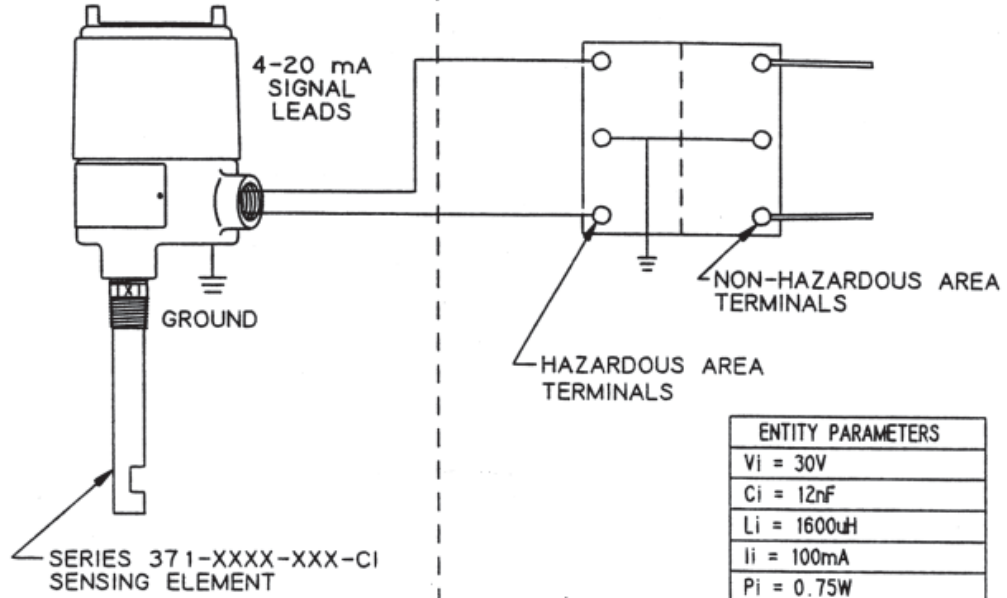 4-20 mA
SIGNAL
LEADS
GROUND
NON-HAZARDOUS AREA
TERMINALS
HAZARDOUS AREA
TERMINALS
SERIES 371-XXXX-XXX-CI
SENSING ELEMENT
ENTITY PARAMETERS
Vi = 30V
Ci = 12nF
Li = 1600uH
Ii = 100mA
Pi = 0.75W